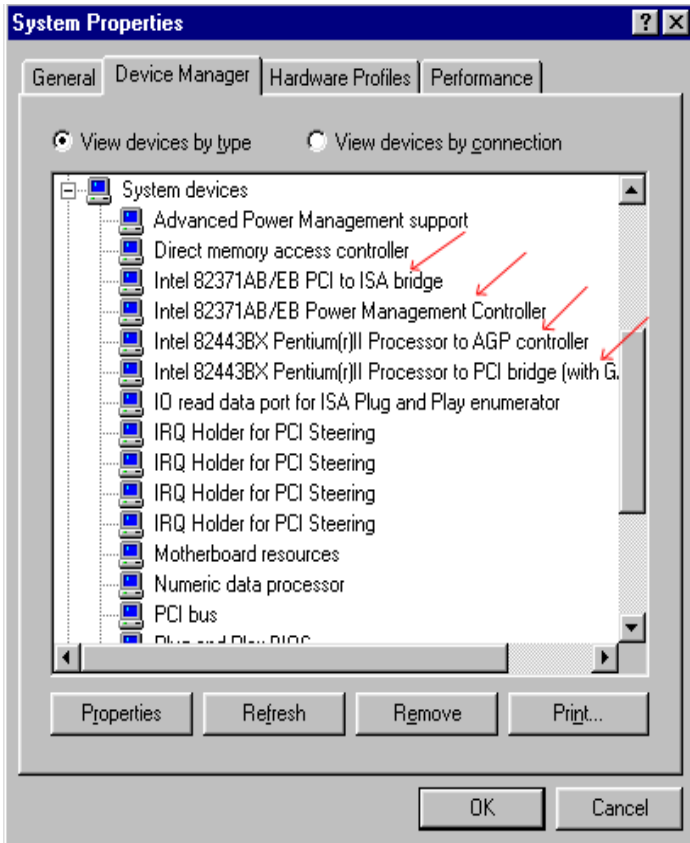 System Properties
General Device Manager Hardware Profiles Performance
View devices by type View devices by connection
System devices
Advanced Power Management support
Direct memory access controller
Intel 82371AB/EB PCI to ISA bridge
Intel 82371AB/EB Power Management Controller
Intel 82443BX Pentium(r)II Processor to AGP controller
Intel 82443BX Pentium(r)II Processor to PCI bridge (with G
IO read data port for ISA Plug and Play enumerator
IRQ Holder for PCI Steering
IRQ Holder for PCI Steering
IRQ Holder for PCI Steering
IRQ Holder for PCI Steering
Motherboard resources
Numeric data processor
PCI bus
Plug and Play BIOS
Properties Refresh Remove Print...
OK Cancel